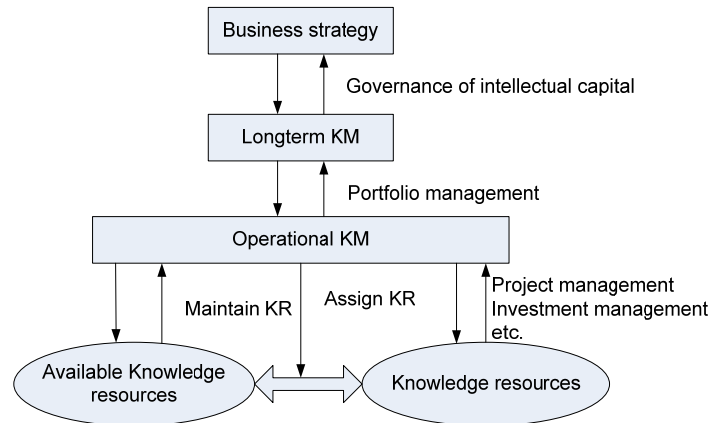 Business strategy
Governance of intellectual capital
Longterm KM
Portfolio management
Operational KM
Maintain KR
Assign KR
Project management
Investment management
etc.
Available Knowledge
resources
Knowledge resources